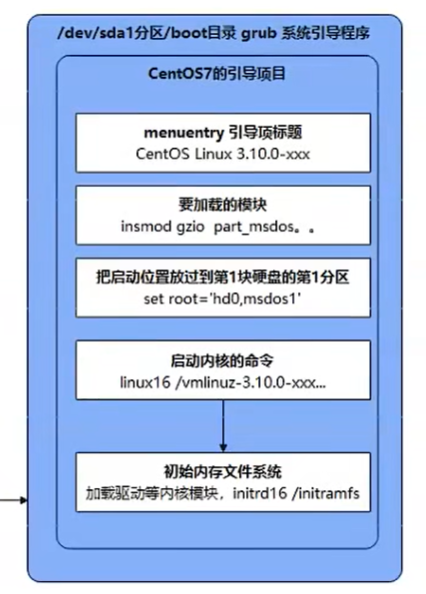 /dev/sda1分区/boot目录 grub 系统引导程序
CentOS7的引导项目
menuentry 引导顶标题
CentOS Linux 3.10.0-xxx
要加载的模块
insmod gzio part_msdos。。
把启动位置放过到第1块硬盘的第1分区
set root='hd0,msdos1'
启动内核的命令
linux16 /vmlinuz-3.10.0-xxx...
初始内存文件系统
加载驱动等内核模块，initrd16 /initramfs